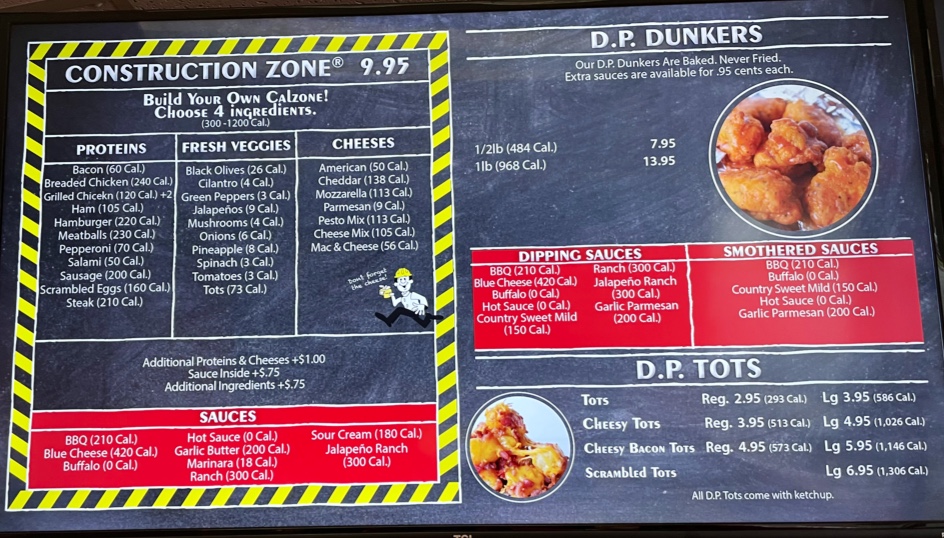 CONSTRUCTION ZONE® 9.95
Build Your Own Calzone!
Choose 4 ingredients.
(300 -1200 Cal.)
PROTEINS
Bacon (60 Cal.)
Breaded Chicken (240 Cal.)
Grilled Chicekn (120 Cal.) +2
Ham (105 Cal.)
Hamburger (220 Cal.)
Meatballs (230 Cal.)
Pepperoni (70 Cal.)
Salami (50 Cal.)
Sausage (200 Cal.)
Scrambled Eggs (160 Cal.)
Steak (210 Cal.)
FRESH VEGGIES
Black Olives (26 Cal.)
Cilantro (4 Cal.)
Green Peppers (3 Cal.)
Jalapeños (9 Cal.)
Mushrooms (4 Cal.)
Onions (6 Cal.)
Pineapple (8 Cal.)
Spinach (3 Cal.)
Tomatoes (3 Cal.)
Tots (73 Cal.)
CHEESES
American (50 Cal.)
Cheddar (138 Cal.)
Mozzarella (113 Cal.)
Parmesan (9 Cal.)
Pesto Mix (113 Cal.)
Cheese Mix (105 Cal.)
Mac & Cheese (56 Cal.)
Don't forget
the cheese!
Additional Proteins & Cheeses +$1.00
Sauce Inside +$.75
Additional Ingredients +$.75
SAUCES
BBQ (210 Cal.)
Blue Cheese (420 Cal.)
Buffalo (0 Cal.)
Hot Sauce (0 Cal.)
Garlic Butter (200 Cal.)
Marinara (18 Cal.)
Ranch (300 Cal.)
Sour Cream (180 Cal.)
Jalapeño Ranch
(300 Cal.)
D.P. DUNKERS
Our D.P. Dunkers Are Baked. Never Fried.
Extra sauces are available for .95 cents each.
1/2lb (484 Cal.) 7.95
1lb (968 Cal.) 13.95
DIPPING SAUCES
BBQ (210 Cal.)
Blue Cheese (420 Cal.)
Buffalo (0 Cal.)
Hot Sauce (0 Cal.)
Country Sweet Mild
(150 Cal.)
Ranch (300 Cal.)
Jalapeño Ranch
(300 Cal.)
Garlic Parmesan
(200 Cal.)
SMOTHERED SAUCES
BBQ (210 Cal.)
Buffalo (0 Cal.)
Country Sweet Mild (150 Cal.)
Hot Sauce (0 Cal.)
Garlic Parmesan (200 Cal.)
D.P. TOTS
Tots Reg. 2.95 (293 Cal.) Lg 3.95 (586 Cal.)
Cheesy Tots Reg. 3.95 (513 Cal.) Lg 4.95 (1,026 Cal.)
Cheesy Bacon Tots Reg. 4.95 (573 Cal.) Lg 5.95 (1,146 Cal.)
Scrambled Tots Lg 6.95 (1,306 Cal.)
All D.P. Tots come with ketchup.
TCL